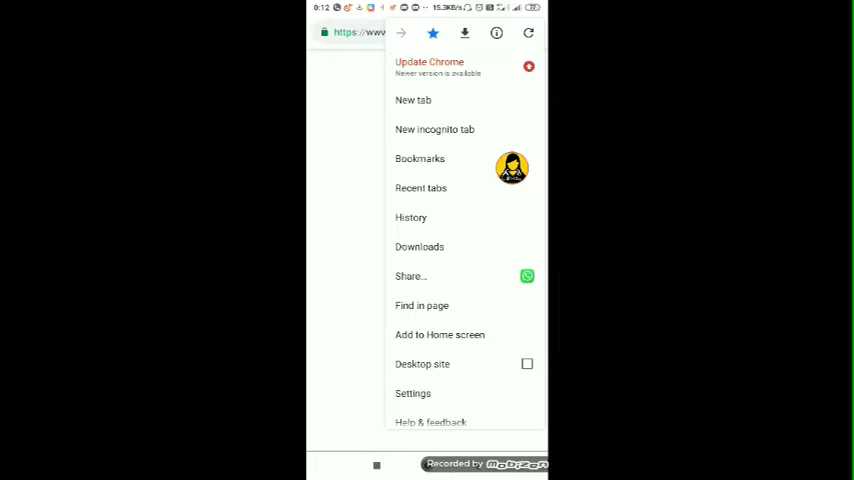 0:12 15.3KB/s
https://www
Update Chrome
Newer version is available
New tab
New incognito tab
Bookmarks
Recent tabs
History
Downloads
Share...
Find in page
Add to Home screen
Desktop site
Settings
Help & feedback
Recorded by mobizen